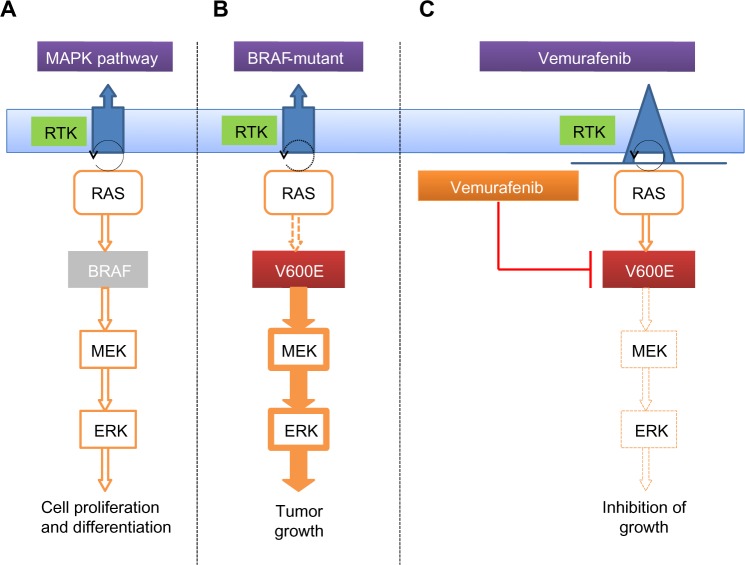 A
MAPK pathway
RTK
RAS
BRAF
MEK
ERK
Cell proliferation
and differentiation
B
BRAF-mutant
RTK
RAS
V600E
MEK
ERK
Tumor
growth
C
Vemurafenib
RTK
RAS
Vemurafenib
V600E
MEK
ERK
Inhibition of
growth